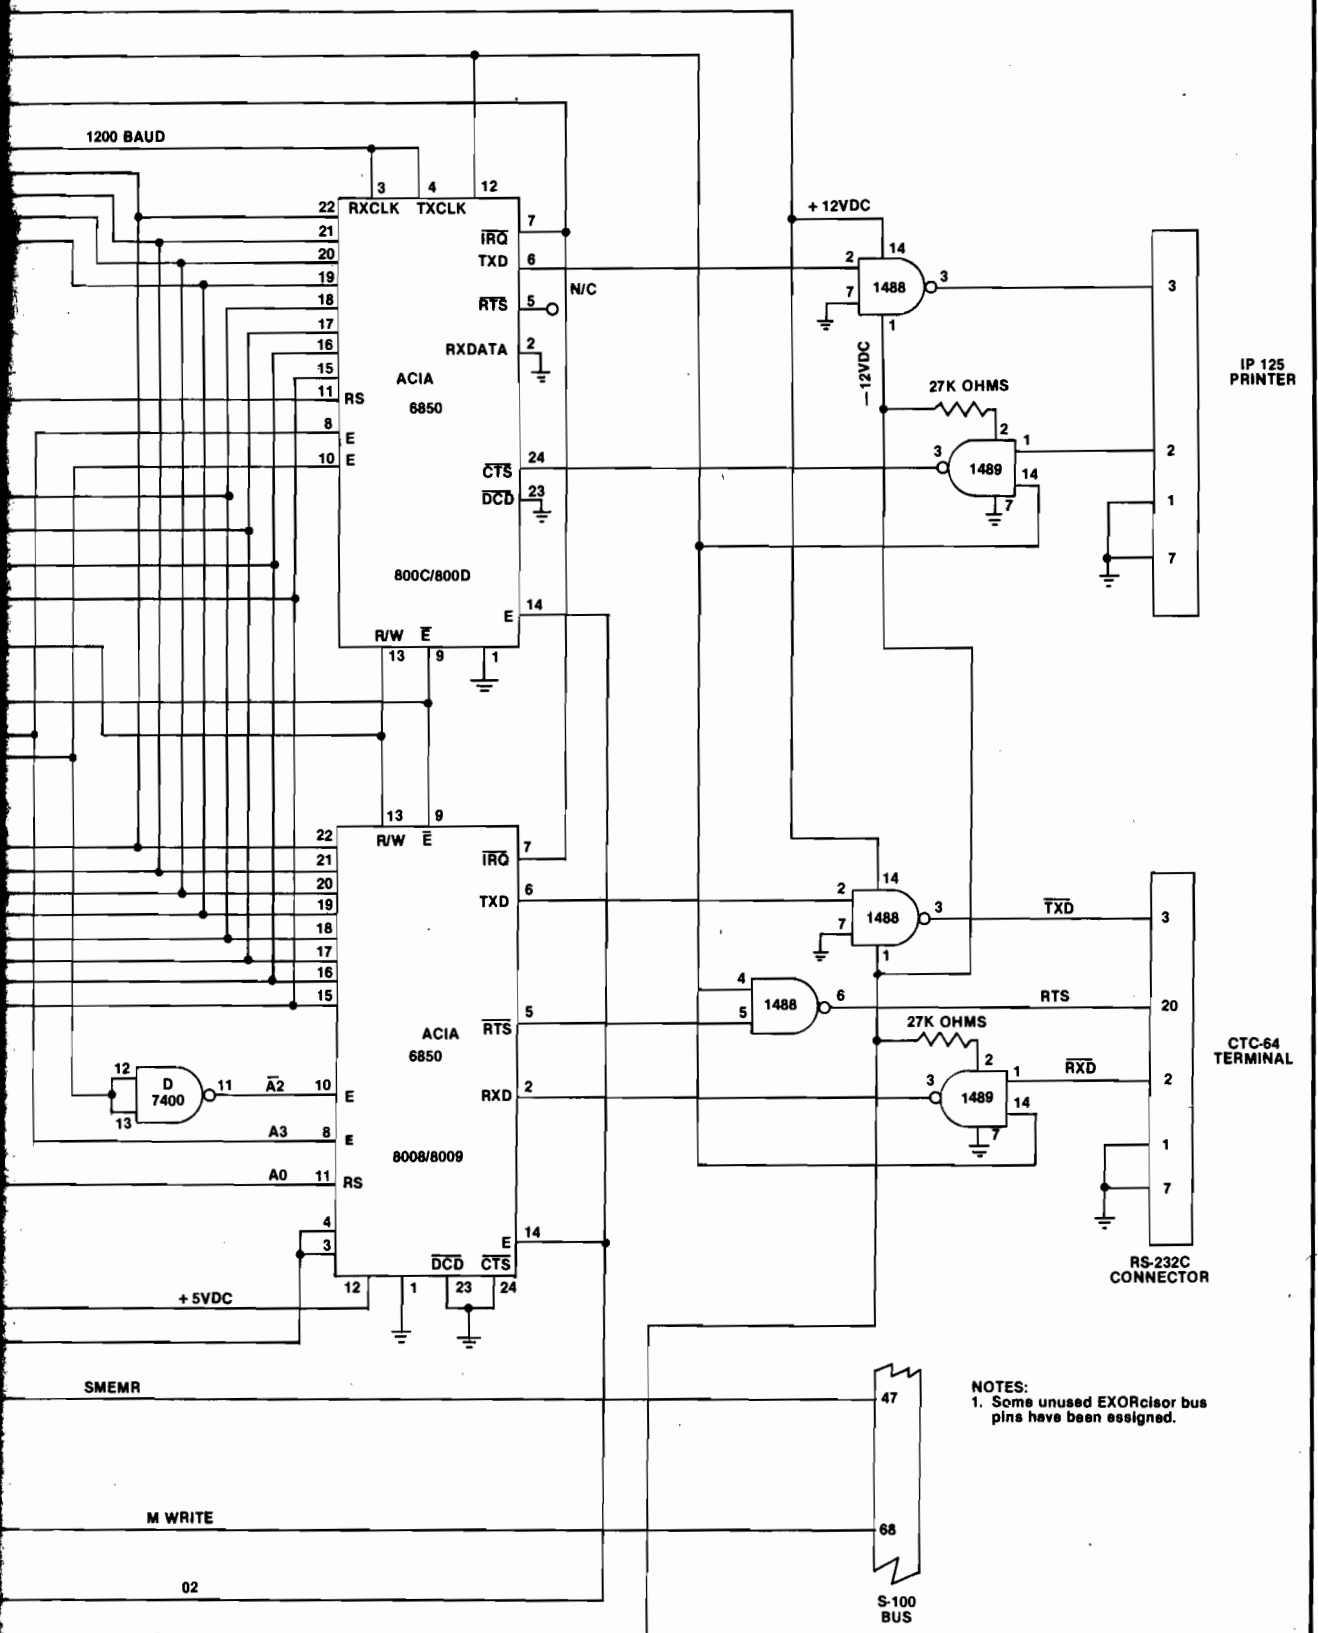 1200 BAUD
3 4 12
RXCLK TXCLK
22
21
20
19
18
17
16
15
11 RS
8 E
10 E
IRQ 7
TXD 6
RTS 5 N/C
RXDATA 2
ACIA
6850
CTS 24
DCD 23
800C/800D
E 14
R/W E
13 9 1
+ 12VDC
14
2
7
1488
3
1
—12VDC
27K OHMS
2
3 1
1489 14
7
3
2
1
7
IP 125
PRINTER
13 9
R/W E
22
21
20
19
18
17
16
15
IRQ 7
TXD 6
RTS 5
ACIA
6850
RXD 2
12
13
D
7400
11 A2 10 E
A3 8 E
A0 11 RS
8008/8009
4
3
E 14
DCD CTS
12 1 23 24
+ 5VDC
14
2
7
1488
3 TXD 3
1
4
5
1488
6 RTS 20
27K OHMS
2
3 1 RXD 2
1489
14
7
1
7
CTC-64
TERMINAL
RS-232C
CONNECTOR
SMEMR 47
M WRITE 68
02
S-100
BUS
NOTES:
1. Some unused EXORcisor bus
pins have been assigned.